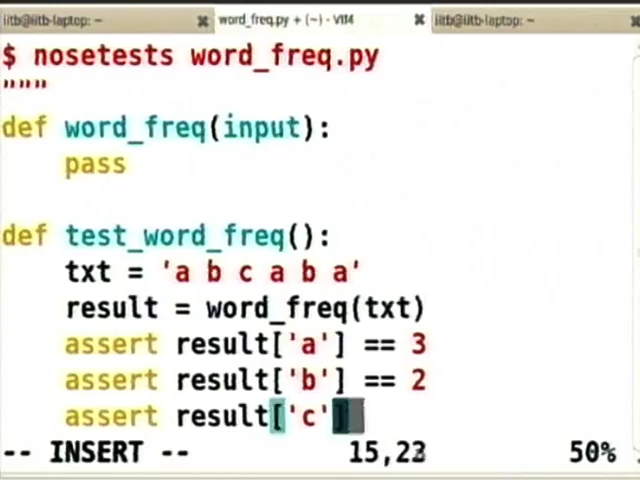 iitb@iitb-laptop: ~ word_freq.py + (~) - VIM iitb@iitb-laptop: ~
$ nosetests word_freq.py
"""
def word_freq(input):
    pass

def test_word_freq():
    txt = 'a b c a b a'
    result = word_freq(txt)
    assert result['a'] == 3
    assert result['b'] == 2
    assert result['c']
-- INSERT -- 15,23 50%